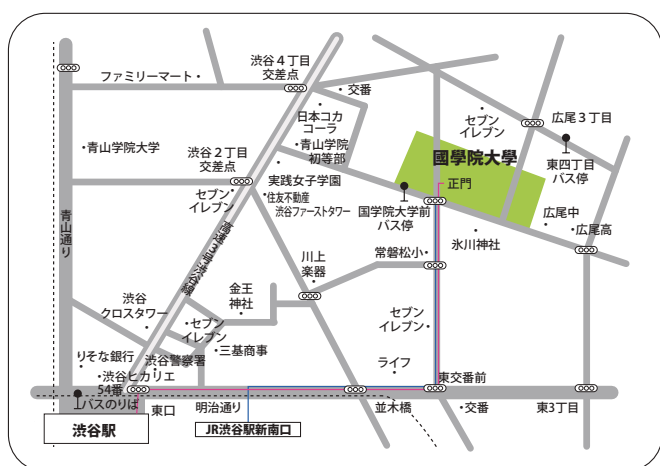 渋谷4丁目
交差点
ファミリーマート
交番
日本コカ
コーラ
セブン
イレブン
広尾3丁目
青山学院大学
渋谷2丁目
交差点
青山学院
初等部
國學院大學
東四丁目
バス停
セブン
イレブン
実践女子学園
住友不動産
渋谷ファーストタワー
正門
国学院大学前
バス停
広尾中
広尾高
氷川神社
青山通り
高速3号渋谷線
川上
楽器
常磐松小
金王
神社
渋谷
クロスタワー
セブン
イレブン
セブン
イレブン
三基商事
りそな銀行
渋谷警察署
ライフ
渋谷ヒカリエ
54番
バスのりば
東交番前
東口
明治通り
並木橋
交番
東3丁目
渋谷駅
JR渋谷駅新南口